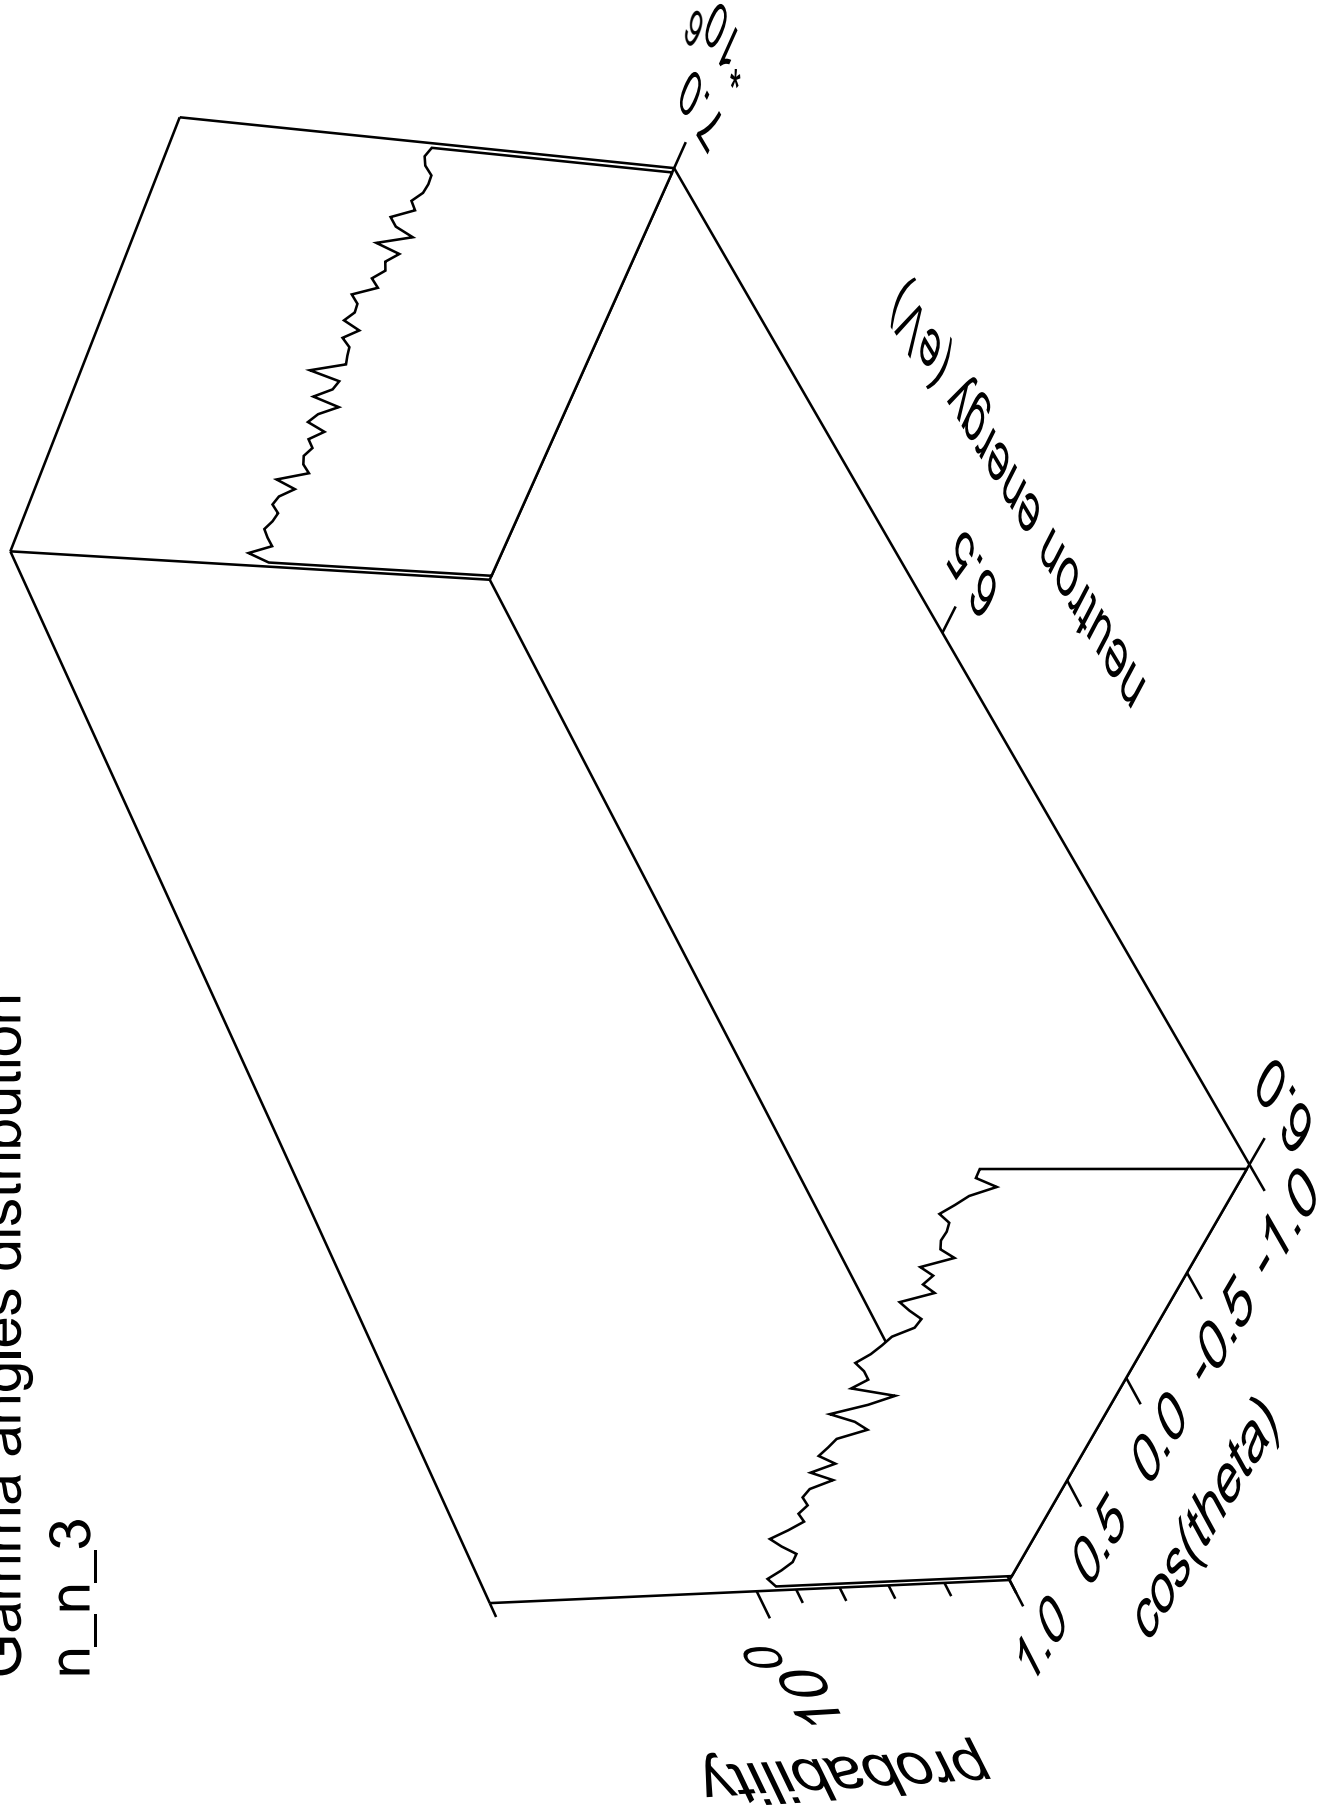 Gamma angles distribution
n_n_3
probability
10 0
1.0 0.5 0.0 -0.5 -1.0
cos(theta)
6.0 6.5 7.0
*10 6
neutron energy (eV)